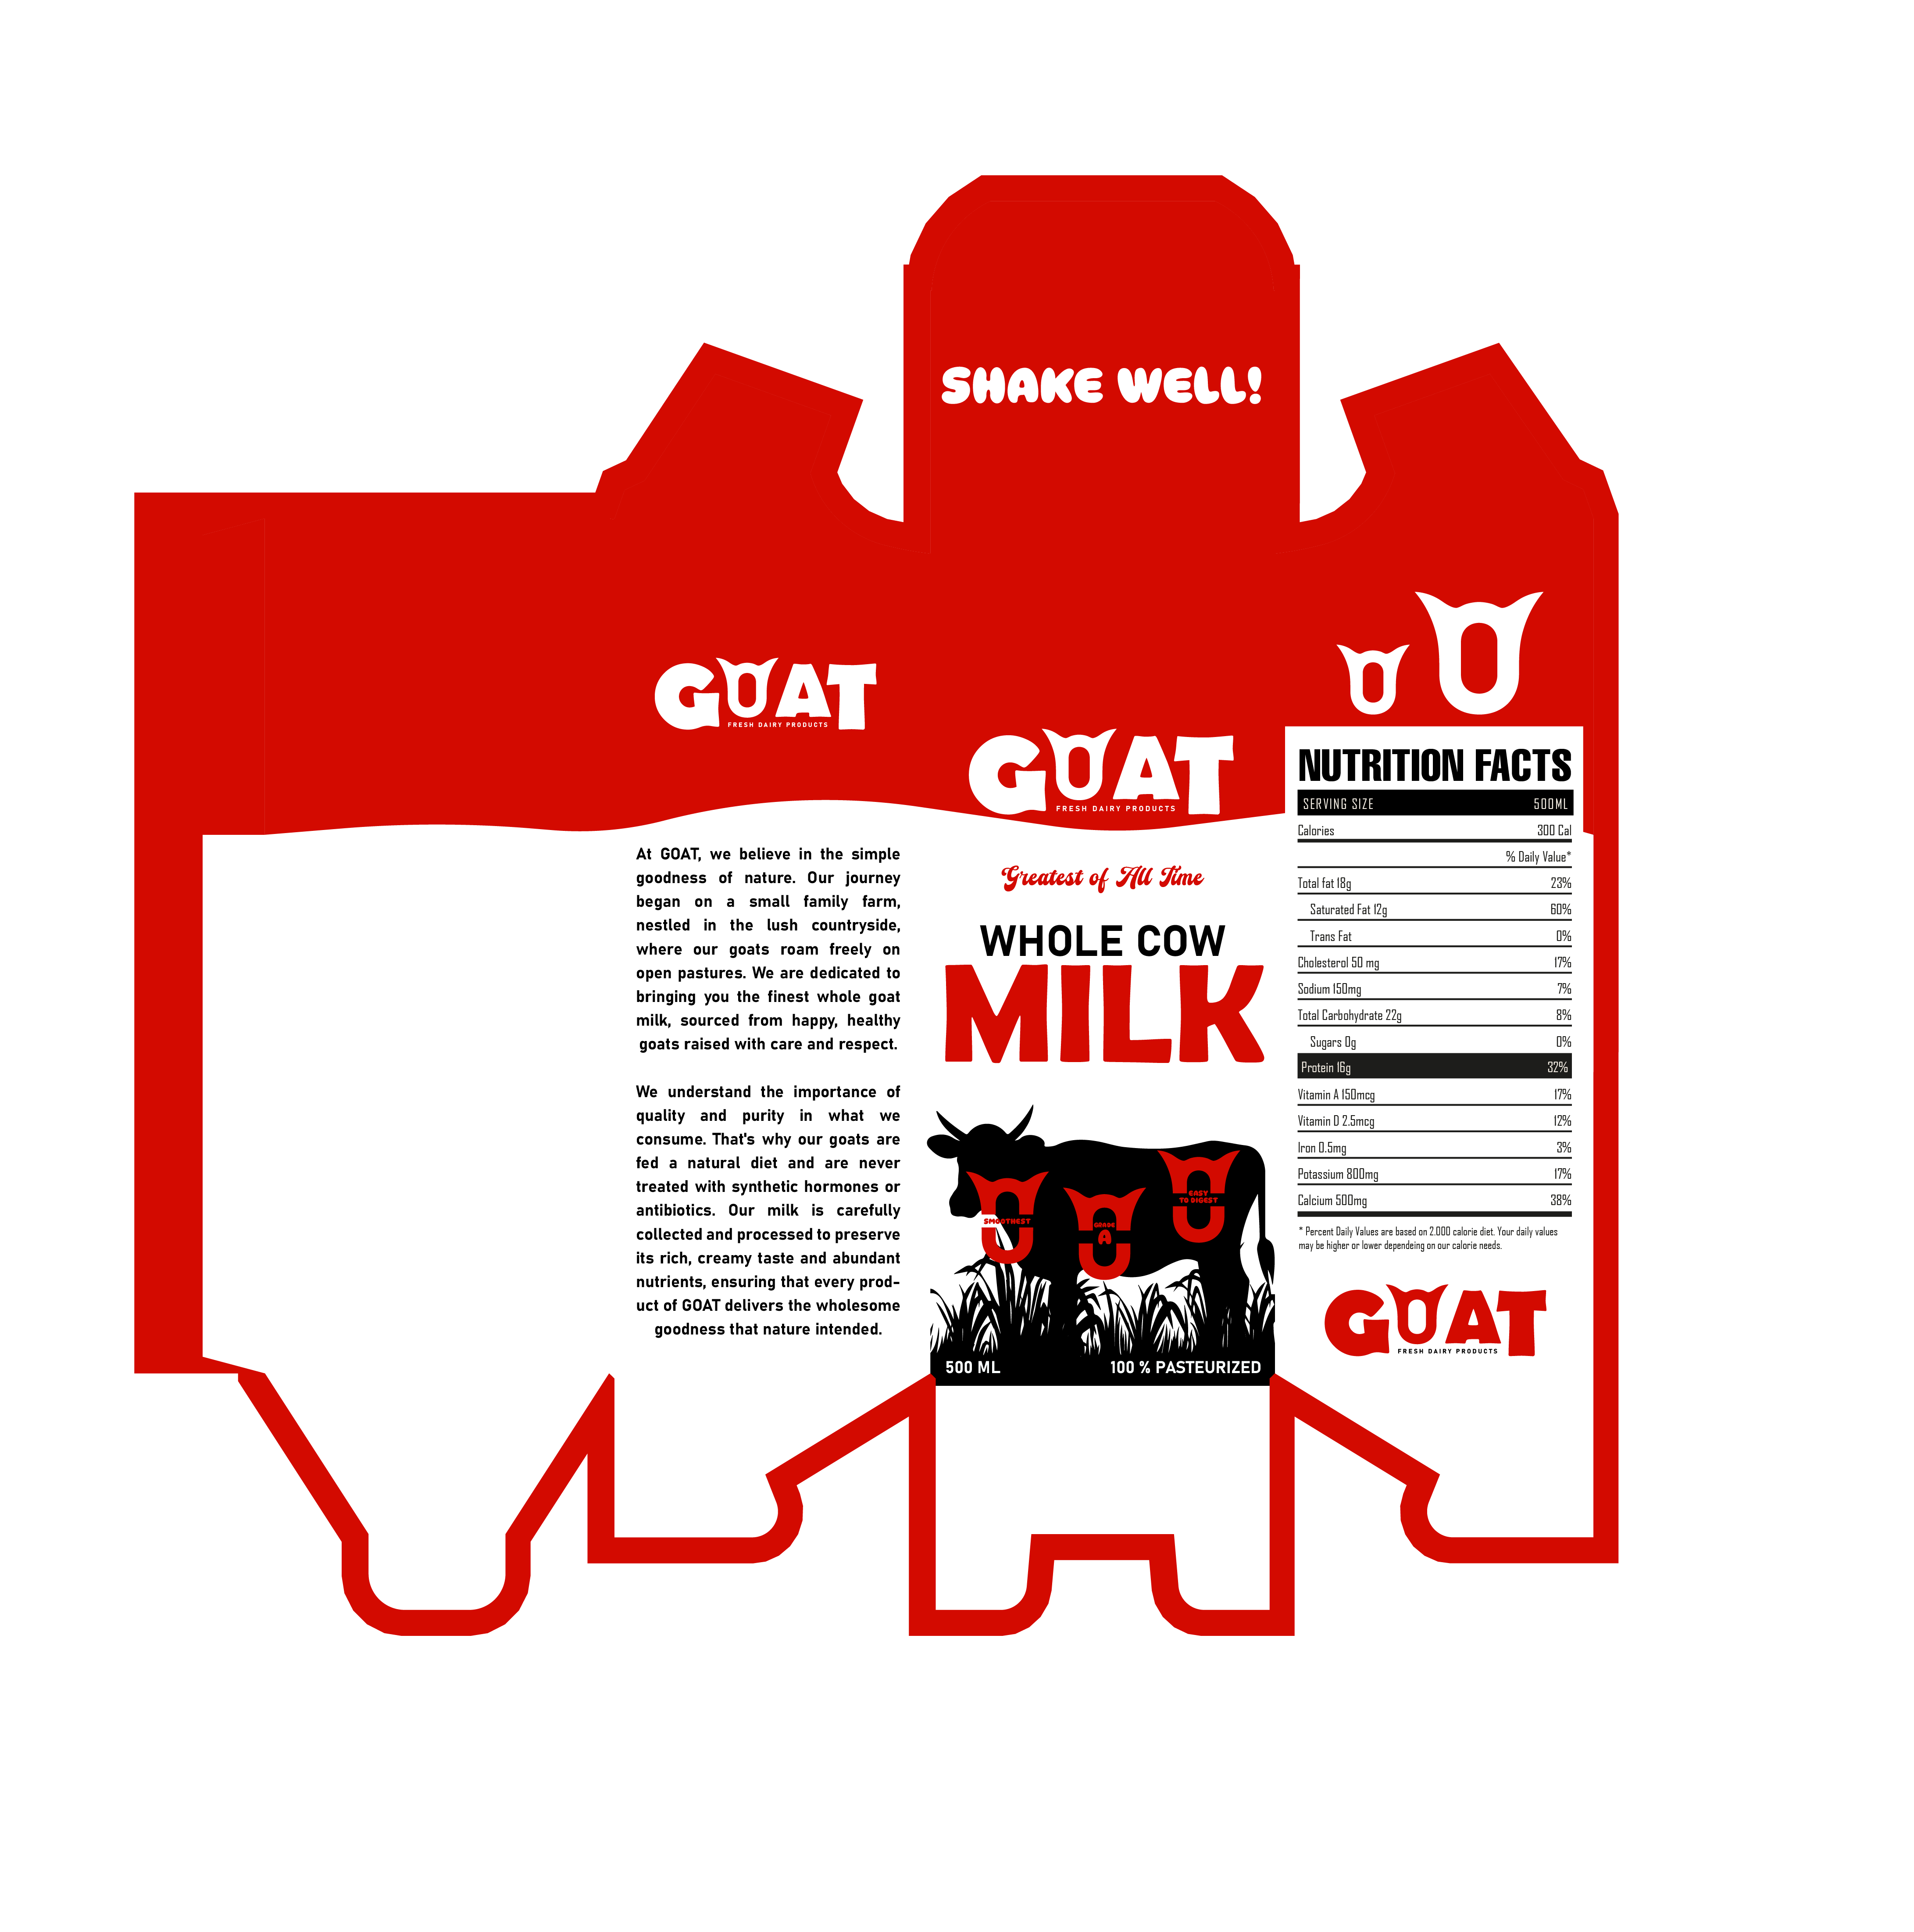 SHAKE WELL!
GOAT
FRESH DAIRY PRODUCTS
At GOAT, we believe in the simple
goodness of nature. Our journey
began on a small family farm,
nestled in the lush countryside,
where our goats roam freely on
open pastures. We are dedicated to
bringing you the finest whole goat
milk, sourced from happy, healthy
goats raised with care and respect.
We understand the importance of
quality and purity in what we
consume. That's why our goats are
fed a natural diet and are never
treated with synthetic hormones or
antibiotics. Our milk is carefully
collected and processed to preserve
its rich, creamy taste and abundant
nutrients, ensuring that every prod-
uct of GOAT delivers the wholesome
goodness that nature intended.
GOAT
FRESH DAIRY PRODUCTS
Greatest of All Time
WHOLE COW
MILK
SMOOTHEST
GRADE
A
EASY
TO DIGEST
500 ML 100 % PASTEURIZED
NUTRITION FACTS
SERVING SIZE 500ML
Calories 300 Cal
% Daily Value*
Total fat 18g 23%
Saturated Fat 12g 60%
Trans Fat 0%
Cholesterol 50 mg 17%
Sodium 150mg 7%
Total Carbohydrate 22g 8%
Sugars 0g 0%
Protein 16g 32%
Vitamin A 150mcg 17%
Vitamin D 2.5mcg 12%
Iron 0.5mg 3%
Potassium 800mg 17%
Calcium 500mg 38%
* Percent Daily Values are based on 2.000 calorie diet. Your daily values
may be higher or lower dependeing on our calorie needs.
GOAT
FRESH DAIRY PRODUCTS